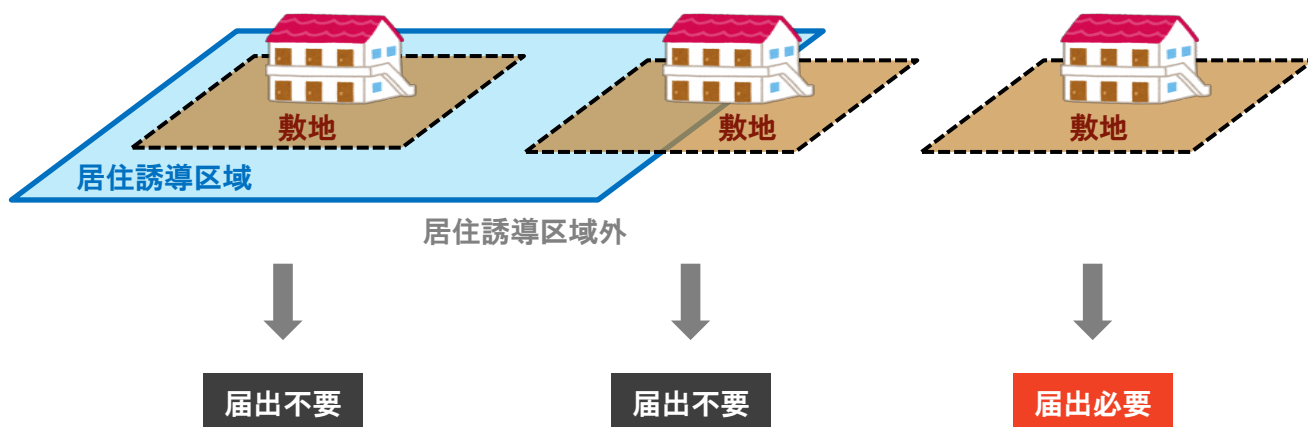 敷地
敷地
敷地
居住誘導区域
居住誘導区域外
届出不要
届出不要
届出必要